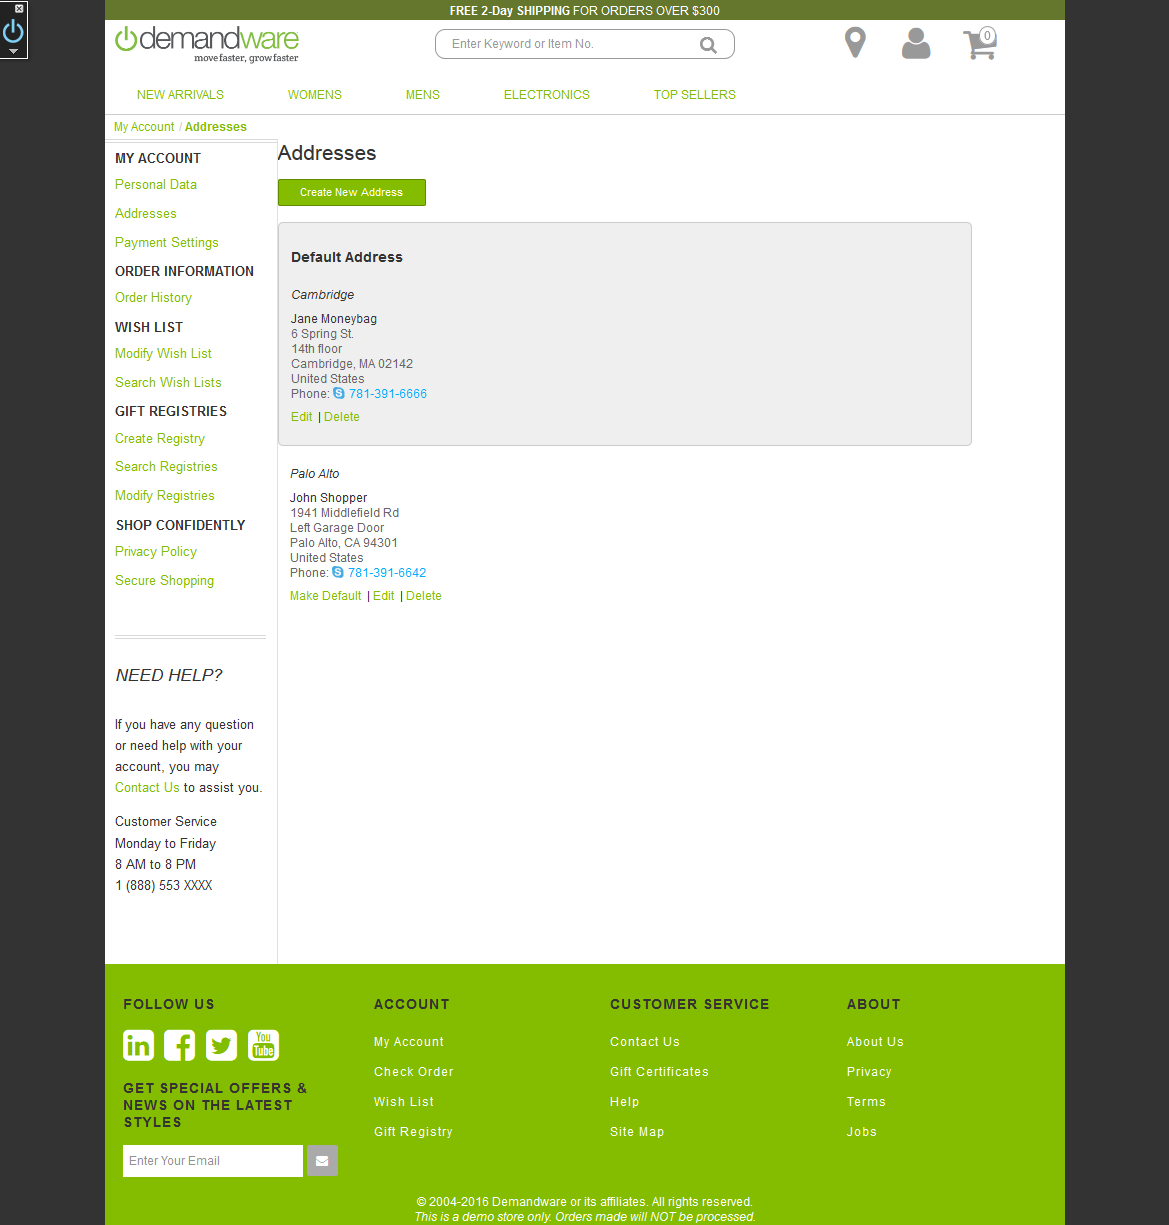 FREE 2-Day SHIPPING FOR ORDERS OVER $300
demandware
move faster, grow faster
Enter Keyword or Item No.
0
NEW ARRIVALS WOMENS MENS ELECTRONICS TOP SELLERS
My Account / Addresses
MY ACCOUNT
Personal Data
Addresses
Payment Settings
ORDER INFORMATION
Order History
WISH LIST
Modify Wish List
Search Wish Lists
GIFT REGISTRIES
Create Registry
Search Registries
Modify Registries
SHOP CONFIDENTLY
Privacy Policy
Secure Shopping
NEED HELP?
If you have any question
or need help with your
account, you may
Contact Us to assist you.
Customer Service
Monday to Friday
8 AM to 8 PM
1 (888) 553 XXXX
Addresses
Create New Address
Default Address
Cambridge
Jane Moneybag
6 Spring St.
14th floor
Cambridge, MA 02142
United States
Phone: 781-391-6666
Edit | Delete
Palo Alto
John Shopper
1941 Middlefield Rd
Left Garage Door
Palo Alto, CA 94301
United States
Phone: 781-391-6642
Make Default | Edit | Delete
FOLLOW US
in
You
Tube
GET SPECIAL OFFERS &
NEWS ON THE LATEST
STYLES
Enter Your Email
ACCOUNT
My Account
Check Order
Wish List
Gift Registry
CUSTOMER SERVICE
Contact Us
Gift Certificates
Help
Site Map
ABOUT
About Us
Privacy
Terms
Jobs
© 2004-2016 Demandware or its affiliates. All rights reserved.
This is a demo store only. Orders made will NOT be processed.